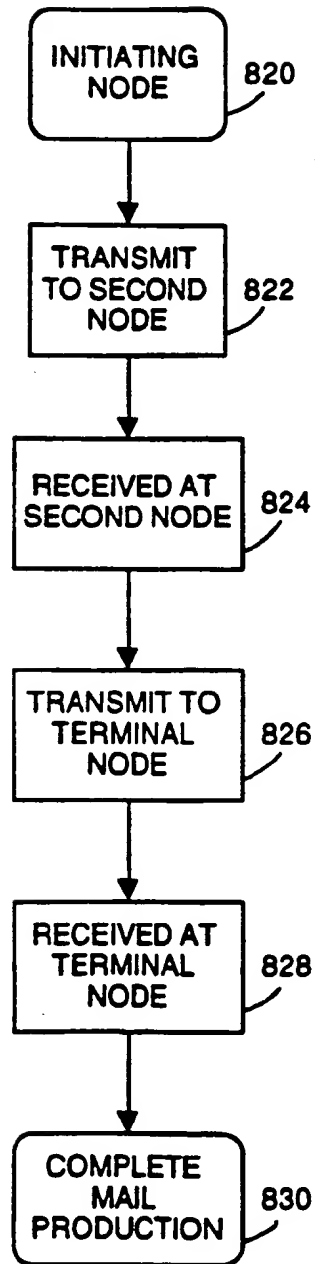 INITIATING
NODE
820
TRANSMIT
TO SECOND
NODE
822
RECEIVED AT
SECOND NODE
824
TRANSMIT TO
TERMINAL
NODE
826
RECEIVED AT
TERMINAL
NODE
828
COMPLETE
MAIL
PRODUCTION
830